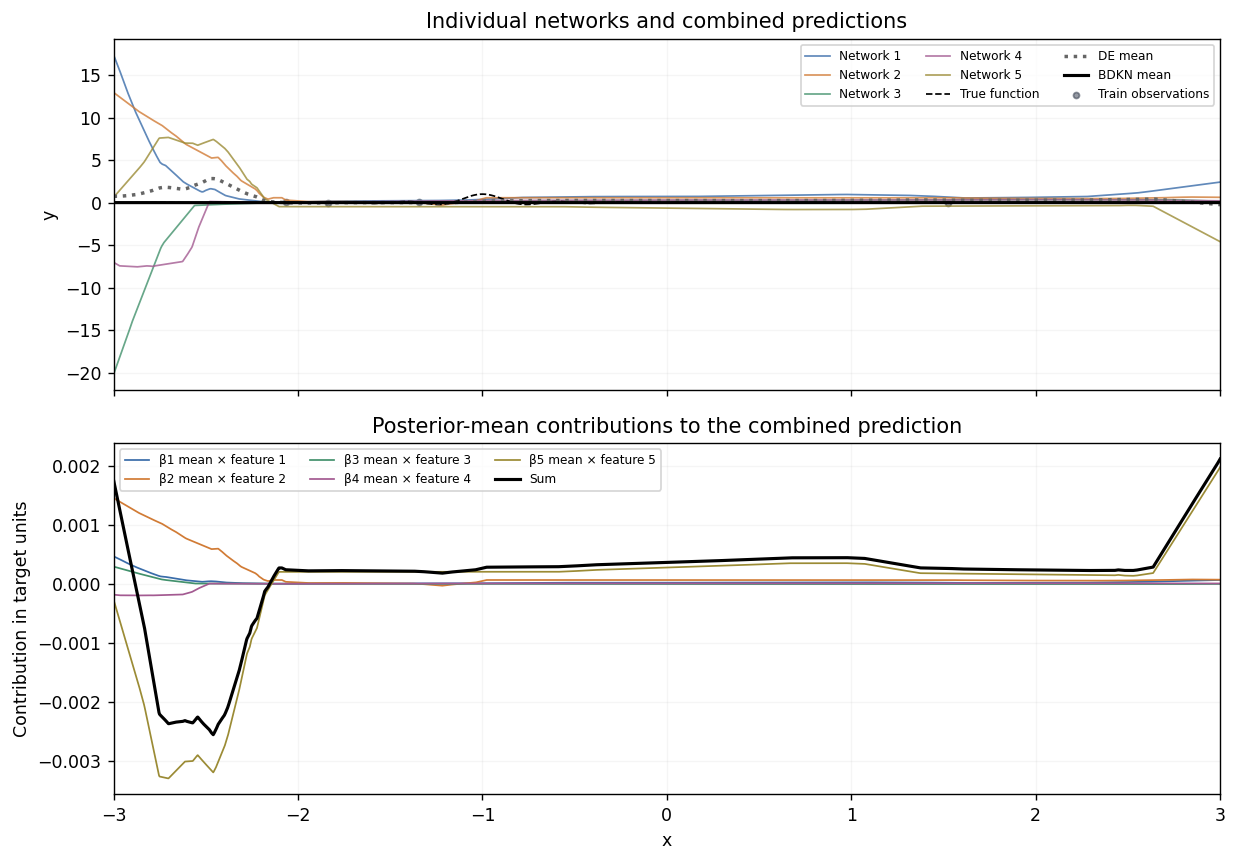 Individual networks and combined predictions
Network 1 Network 4 DE mean
Network 2 Network 5 BDKN mean
Network 3 True function Train observations
y
15
10
5
0
−5
−10
−15
−20
Posterior-mean contributions to the combined prediction
β1 mean × feature 1 β3 mean × feature 3 β5 mean × feature 5
β2 mean × feature 2 β4 mean × feature 4 Sum
Contribution in target units
0.002
0.001
0.000
−0.001
−0.002
−0.003
−3 −2 −1 0 1 2 3
x